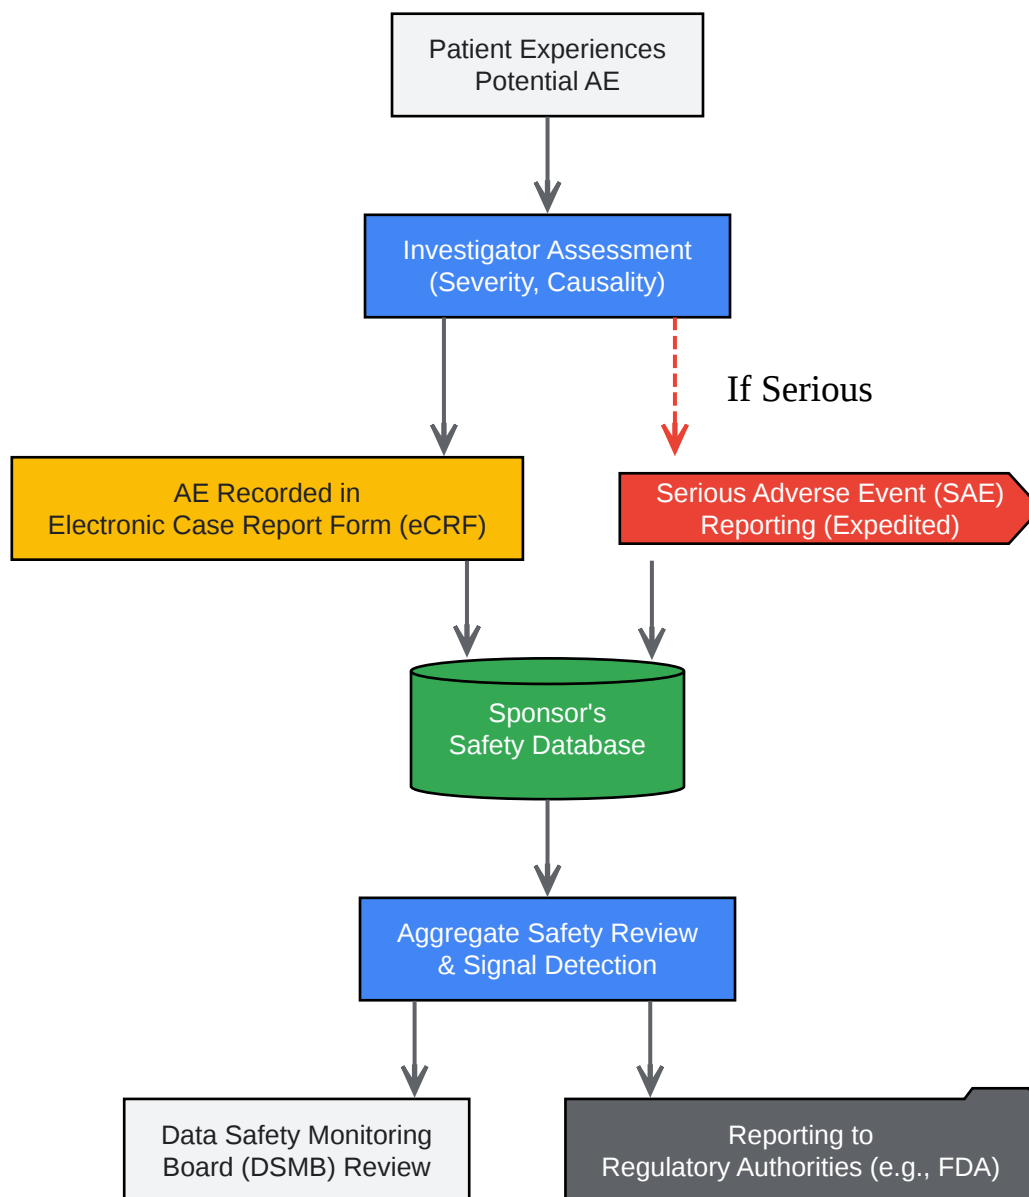 Patient Experiences
Potential AE
Investigator Assessment
(Severity, Causality)
If Serious
AE Recorded in
Electronic Case Report Form (eCRF)
Serious Adverse Event (SAE)
Reporting (Expedited)
Sponsor's
Safety Database
Aggregate Safety Review
& Signal Detection
Data Safety Monitoring
Board (DSMB) Review
Reporting to
Regulatory Authorities (e.g., FDA)